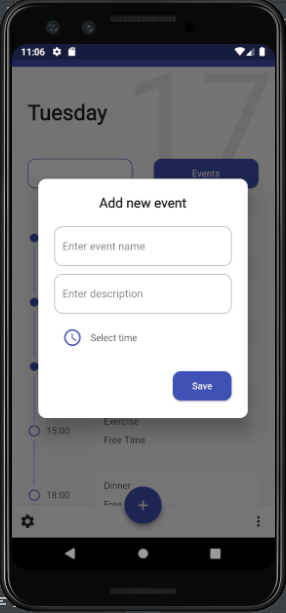 11:06
17
Tuesday
Events
Add new event
Enter event name
Enter description
Select time
Save
Exercise
15:00
Free Time
Dinner
18:00
Free
+